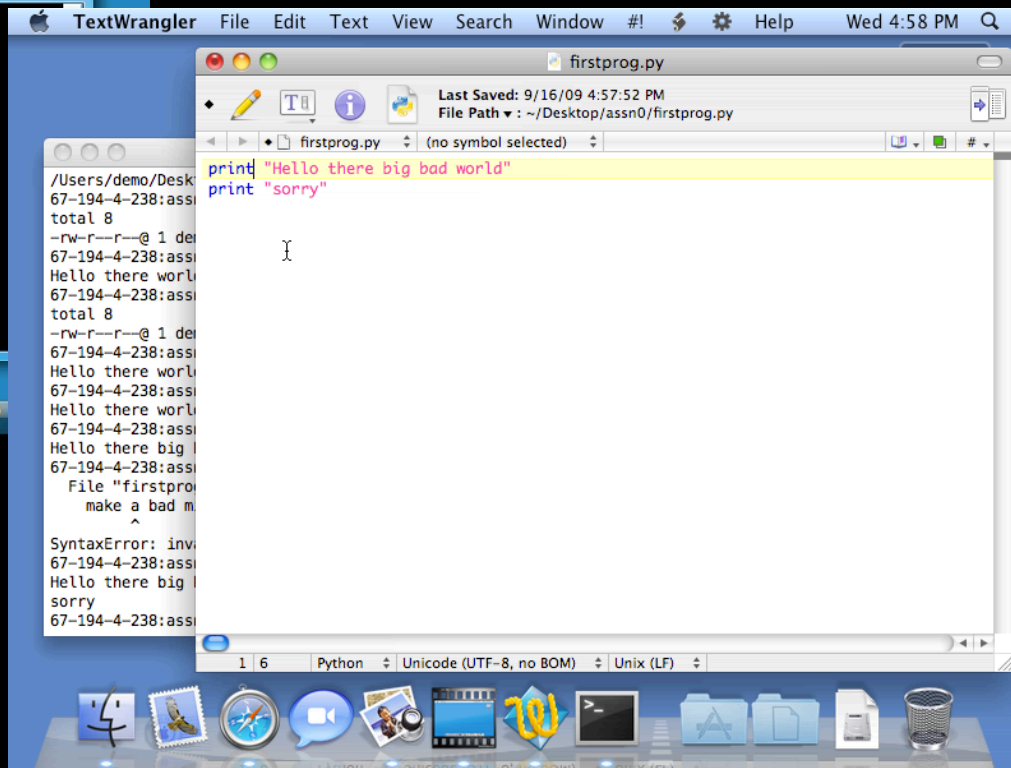 TextWrangler File Edit Text View Search Window #! Help Wed 4:58 PM
firstprog.py
Last Saved: 9/16/09 4:57:52 PM
File Path ▾ : ~/Desktop/assn0/firstprog.py
firstprog.py (no symbol selected) #
print "Hello there big bad world"
print "sorry"
1 6 Python Unicode (UTF-8, no BOM) Unix (LF)
/Users/demo/Desk
67-194-4-238:ass
total 8
-rw-r--r--@ 1 de
67-194-4-238:ass
Hello there worl
67-194-4-238:ass
total 8
-rw-r--r--@ 1 de
67-194-4-238:ass
Hello there worl
67-194-4-238:ass
Hello there worl
67-194-4-238:ass
Hello there big
67-194-4-238:ass
File "firstpro
make a bad m
^
SyntaxError: inv
67-194-4-238:ass
Hello there big
sorry
67-194-4-238:ass